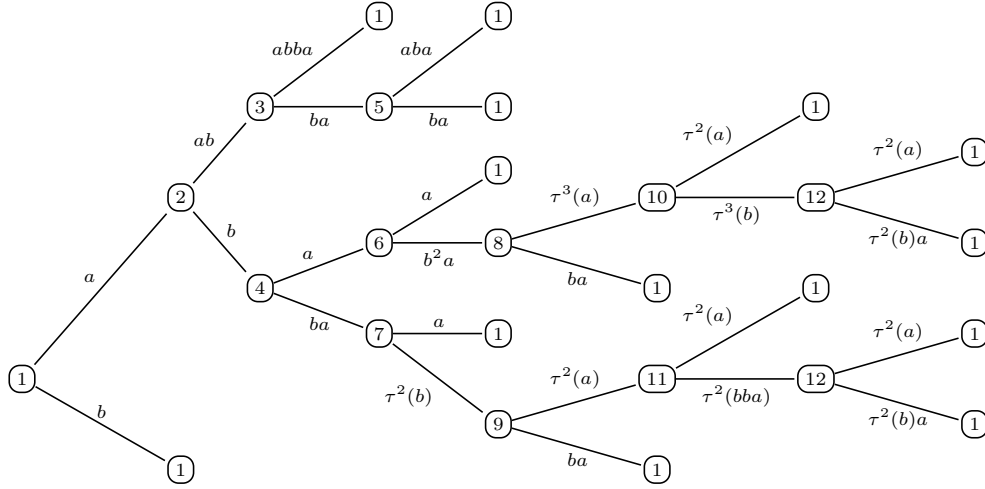 1 1
abba aba
3 5 1 1
ba ba
τ²(a) τ²(a)
ab
1
a τ³(a)
2 10 12
τ³(b)
b a τ²(b)a
6 8 1
b²a
a ba
4 1 1
ba a τ²(a) τ²(a)
7 1 1
a τ²(b) τ²(a)
1 11 12
τ²(bba)
b τ²(b)a
9 1
ba
1 1